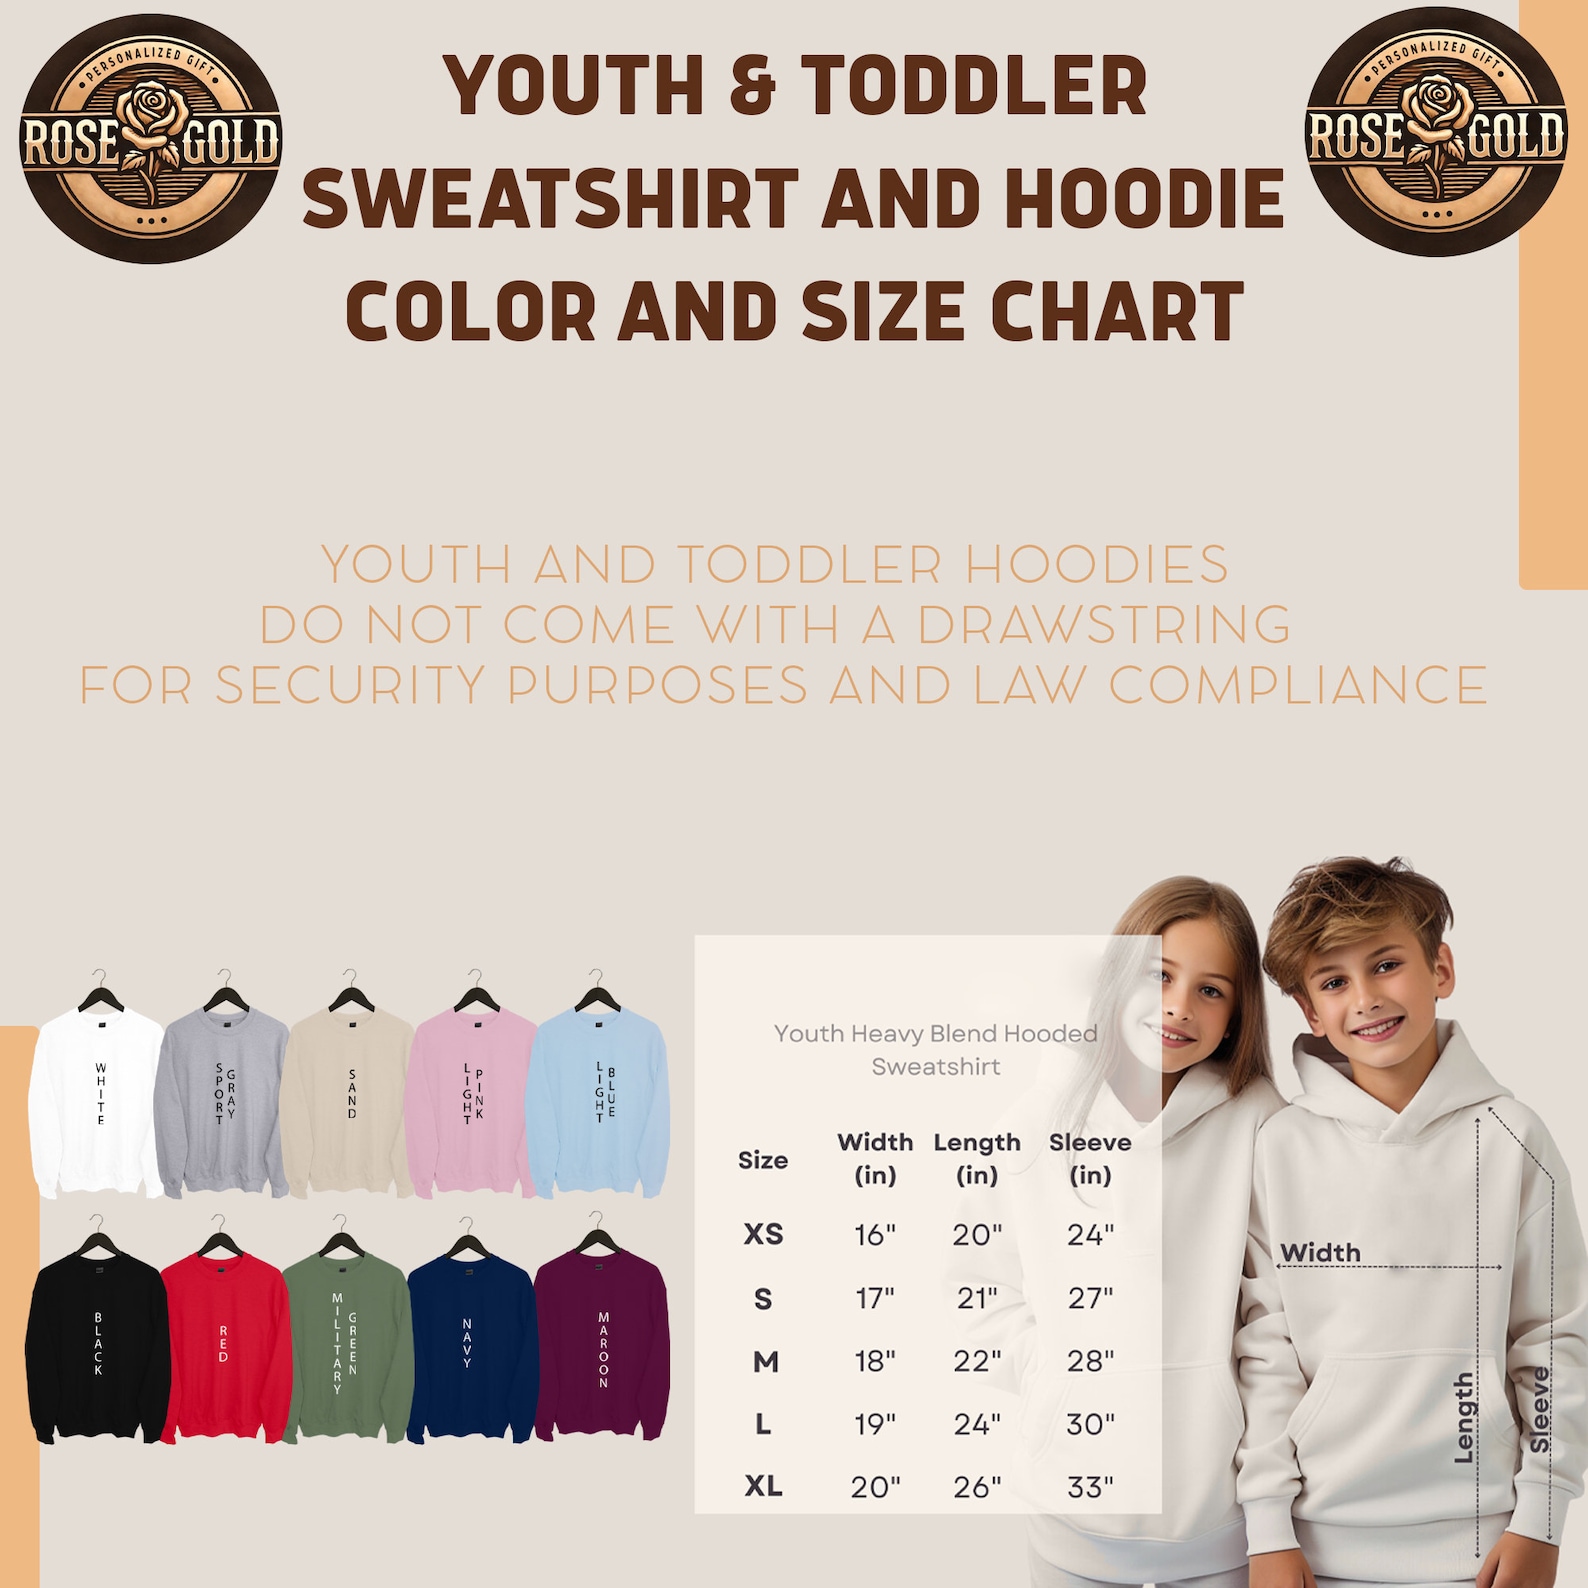 PERSONALIZED GIFT
ROSE GOLD
PERSONALIZED GIFT
ROSE GOLD
YOUTH & TODDLER
SWEATSHIRT AND HOODIE
COLOR AND SIZE CHART
YOUTH AND TODDLER HOODIES
DO NOT COME WITH A DRAWSTRING
FOR SECURITY PURPOSES AND LAW COMPLIANCE
WHITE
SPORT GRAY
SAND
LIGHT PINK
LIGHT BLUE
BLACK
RED
MILITARY GREEN
NAVY
MAROON
Youth Heavy Blend Hooded
Sweatshirt
Size Width (in) Length (in) Sleeve (in)
XS 16" 20" 24"
S 17" 21" 27"
M 18" 22" 28"
L 19" 24" 30"
XL 20" 26" 33"
Width
Length
Sleeve